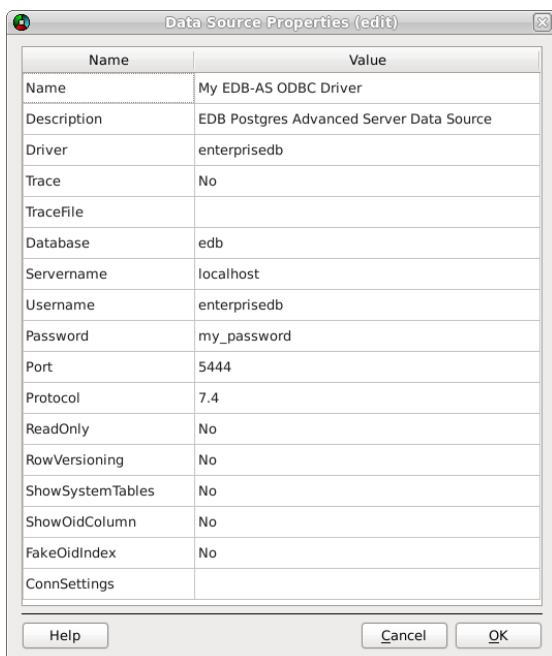 Data Source Properties (edit)
Name Value
Name My EDB-AS ODBC Driver
Description EDB Postgres Advanced Server Data Source
Driver enterprisedb
Trace No
TraceFile
Database edb
Servername localhost
Username enterprisedb
Password my_password
Port 5444
Protocol 7.4
ReadOnly No
RowVersioning No
ShowSystemTables No
ShowOidColumn No
FakeOidIndex No
ConnSettings
Help Cancel OK